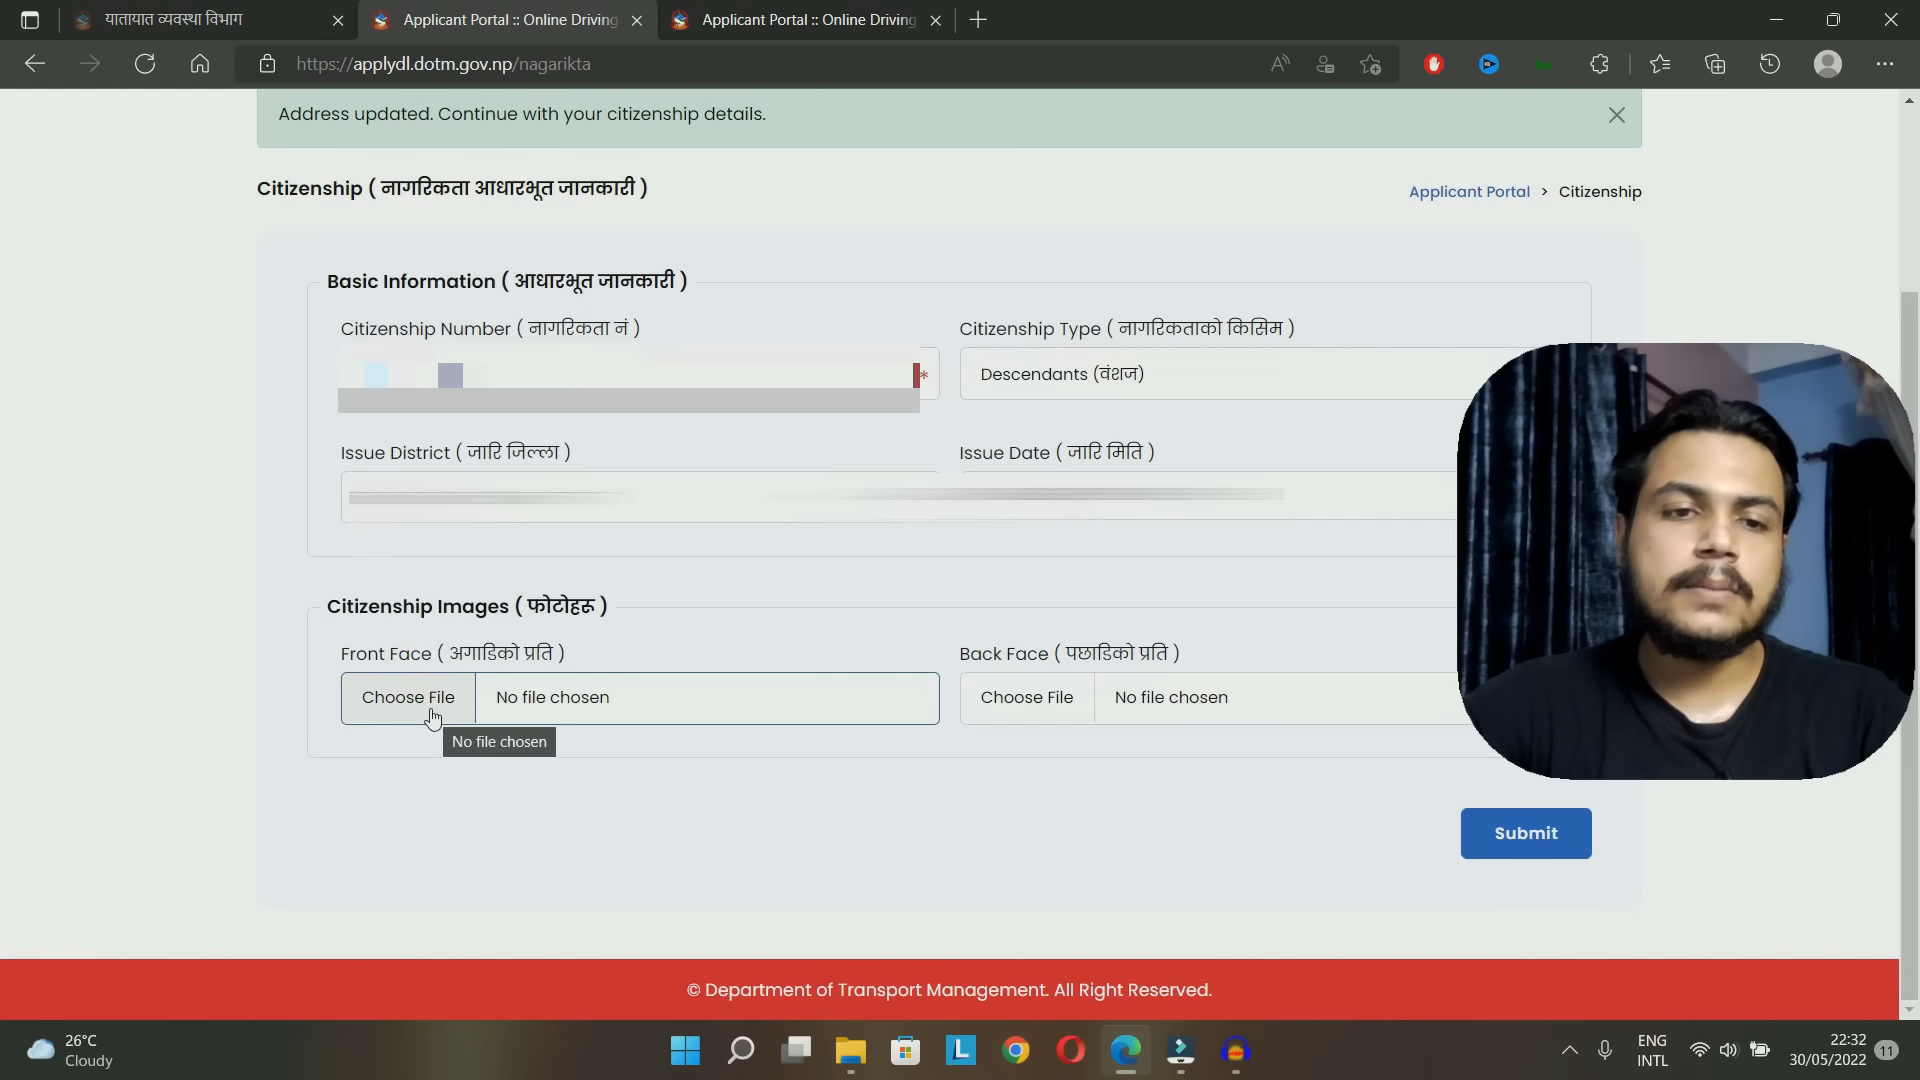 यातायात व्यवस्था विभाग
Applicant Portal :: Online Driving
Applicant Portal :: Online Driving
https://applydl.dotm.gov.np/nagarikta
Address updated. Continue with your citizenship details.
Citizenship ( नागरिकता आधारभूत जानकारी )
Applicant Portal > Citizenship
Basic Information ( आधारभूत जानकारी )
Citizenship Number ( नागरिकता नं )
Citizenship Type ( नागरिकताको किसिम )
*
Descendants (वंशज)
Issue District ( जारि जिल्ला )
Issue Date ( जारि मिति )
Citizenship Images ( फोटोहरू )
Front Face ( अगाडिको प्रति )
Back Face ( पछाडिको प्रति )
Choose File No file chosen
Choose File No file chosen
No file chosen
Submit
© Department of Transport Management. All Right Reserved.
26°C
Cloudy
ENG
INTL
22:32
30/05/2022
11